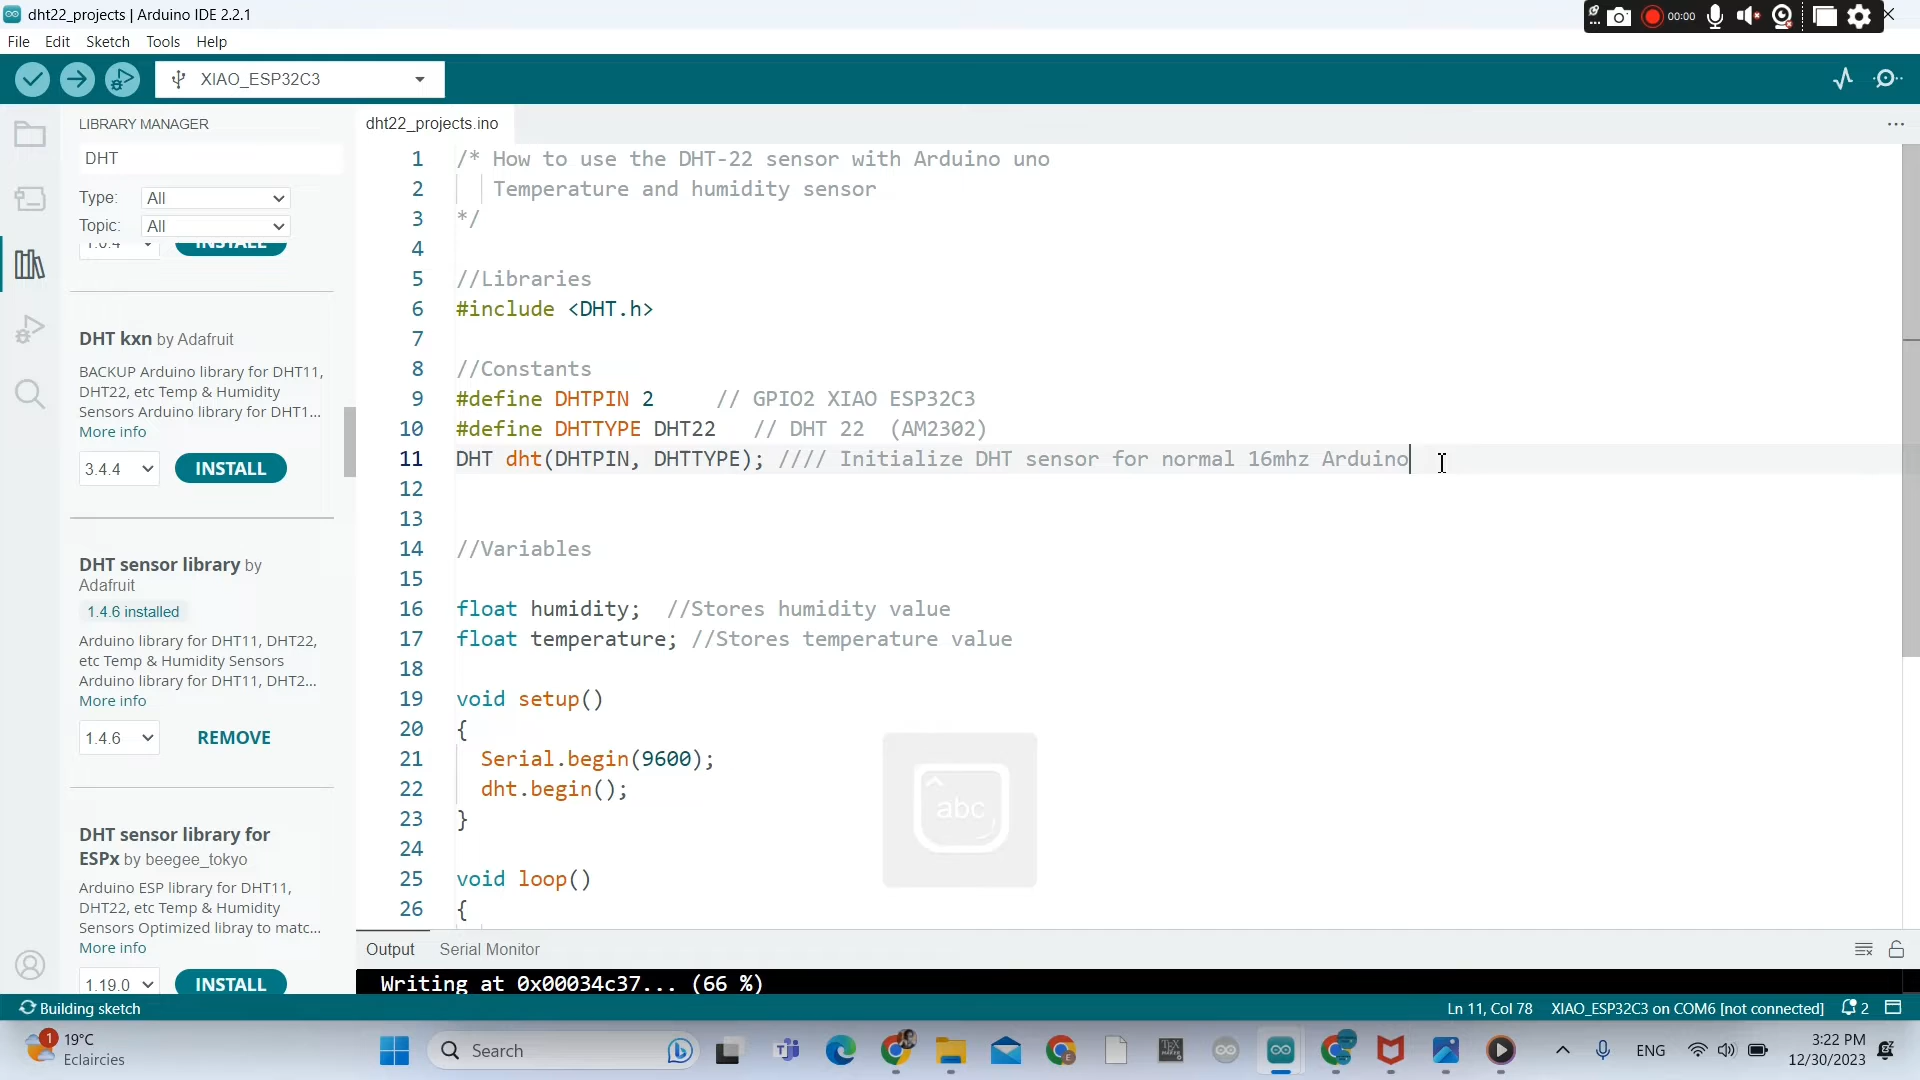 dht22_projects | Arduino IDE 2.2.1
00:00
File Edit Sketch Tools Help
XIAO_ESP32C3
LIBRARY MANAGER
DHT
Type: All
Topic: All
1.0.4 INSTALL
DHT kxn by Adafruit
BACKUP Arduino library for DHT11,
DHT22, etc Temp & Humidity
Sensors Arduino library for DHT1...
More info
3.4.4 INSTALL
DHT sensor library by
Adafruit
1.4.6 installed
Arduino library for DHT11, DHT22,
etc Temp & Humidity Sensors
Arduino library for DHT11, DHT2...
More info
1.4.6 REMOVE
DHT sensor library for
ESPx by beegee_tokyo
Arduino ESP library for DHT11,
DHT22, etc Temp & Humidity
Sensors Optimized libray to matc...
More info
1.19.0 INSTALL
dht22_projects.ino
1 /* How to use the DHT-22 sensor with Arduino uno
2 Temperature and humidity sensor
3 */
4
5 //Libraries
6 #include <DHT.h>
7
8 //Constants
9 #define DHTPIN 2 // GPIO2 XIAO ESP32C3
10 #define DHTTYPE DHT22 // DHT 22 (AM2302)
11 DHT dht(DHTPIN, DHTTYPE); //// Initialize DHT sensor for normal 16mhz Arduino
12
13
14 //Variables
15
16 float humidity; //Stores humidity value
17 float temperature; //Stores temperature value
18
19 void setup()
20 {
21 Serial.begin(9600);
22 dht.begin();
23 }
24
25 void loop()
26 {
abc
Output Serial Monitor
Writing at 0x00034c37... (66 %)
Building sketch
Ln 11, Col 78 XIAO_ESP32C3 on COM6 [not connected] 2
1
19°C
Eclaircies
Search
ENG
3:22 PM
12/30/2023